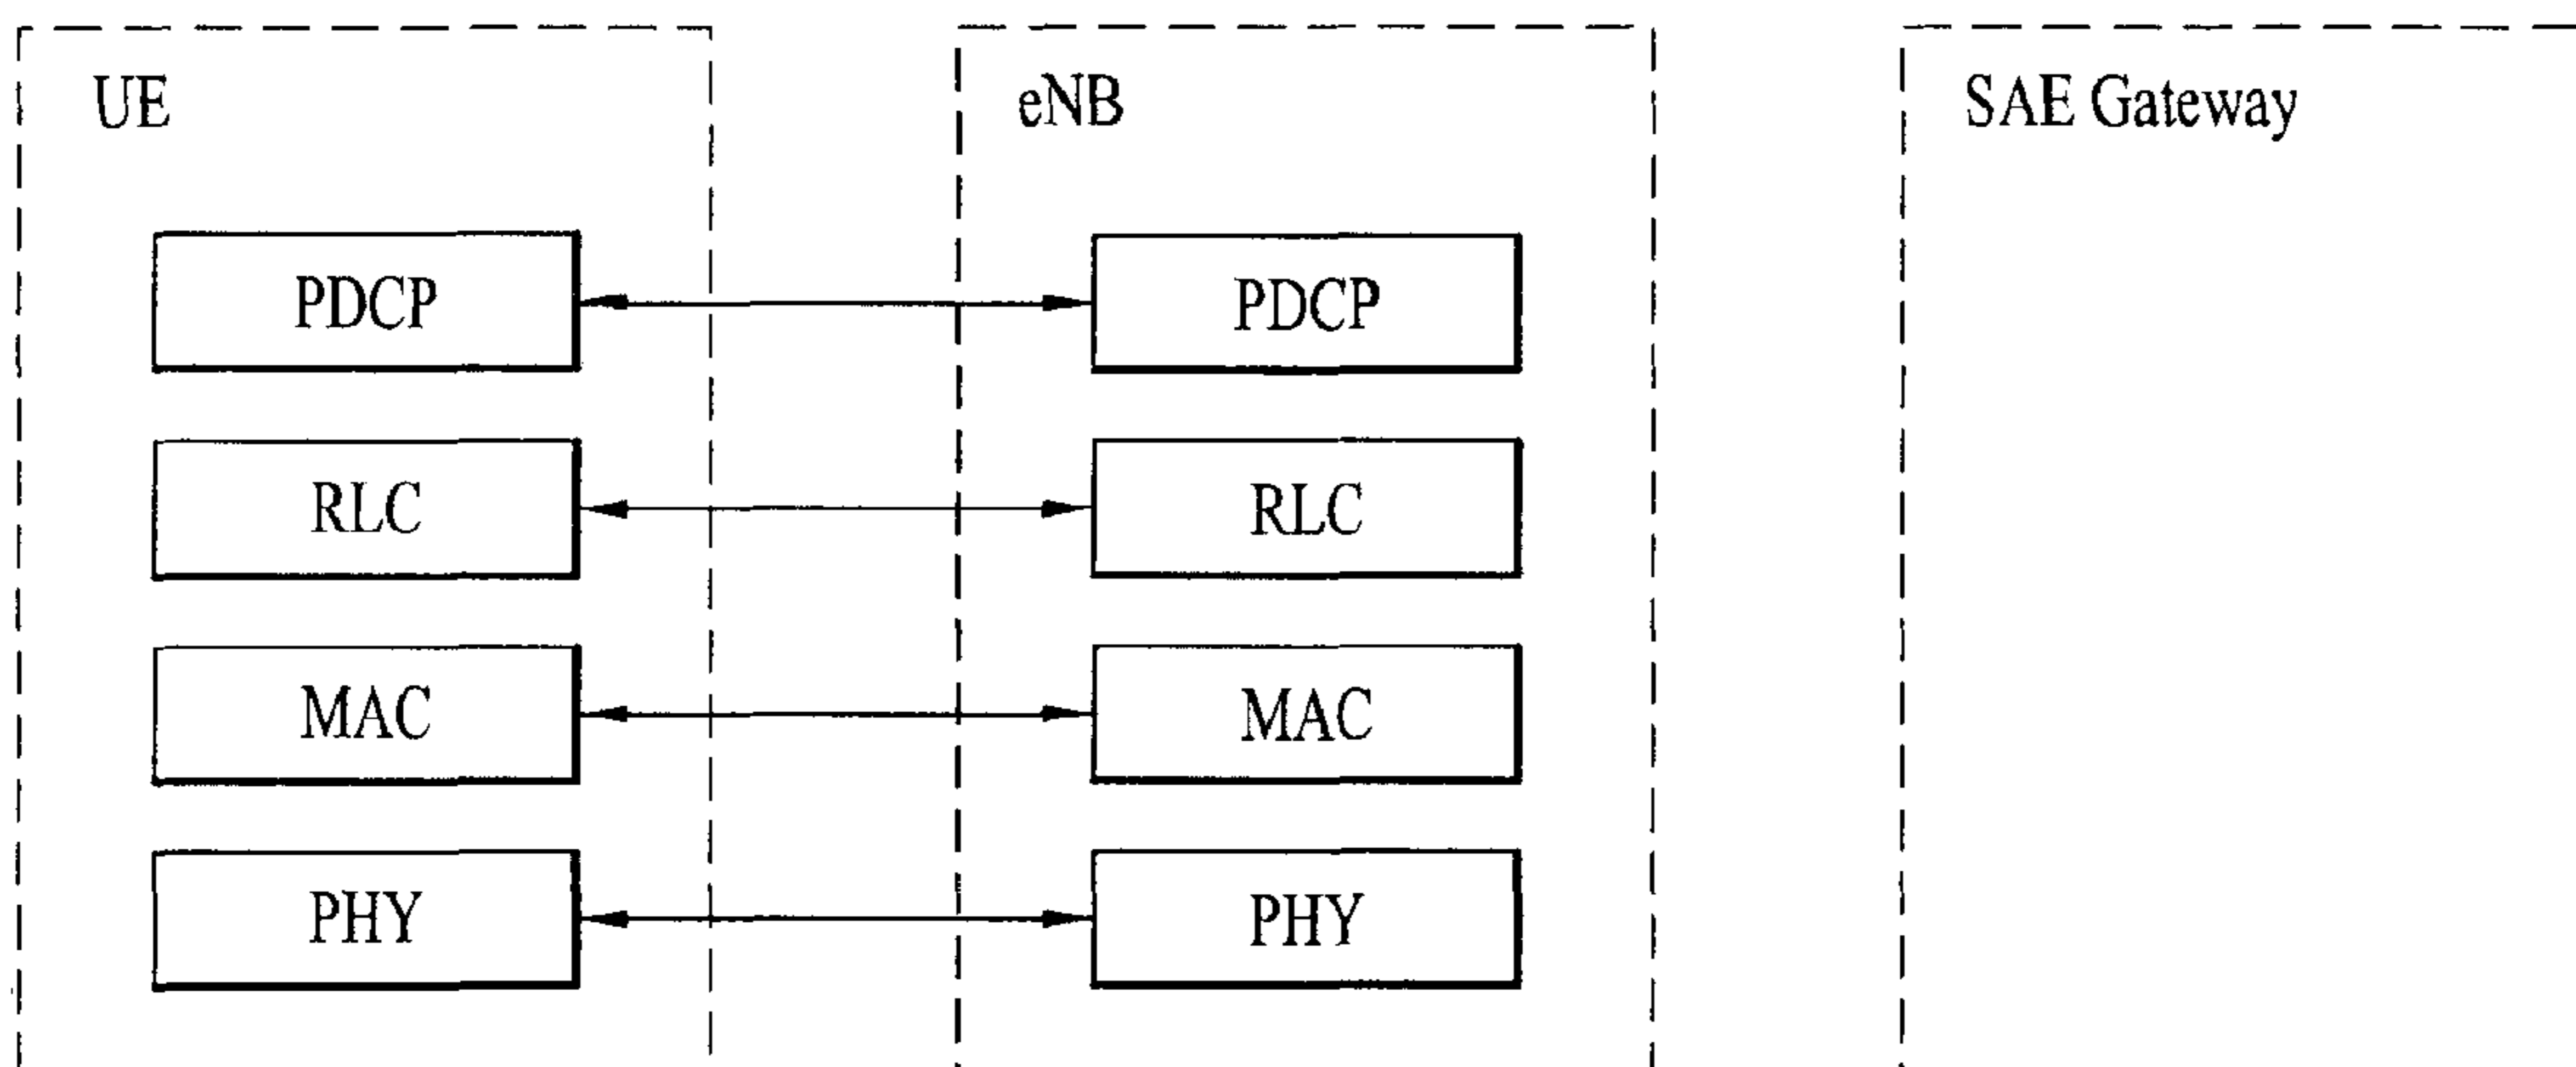 UE
eNB
SAE Gateway
PDCP
PDCP
RLC
RLC
MAC
MAC
PHY
PHY